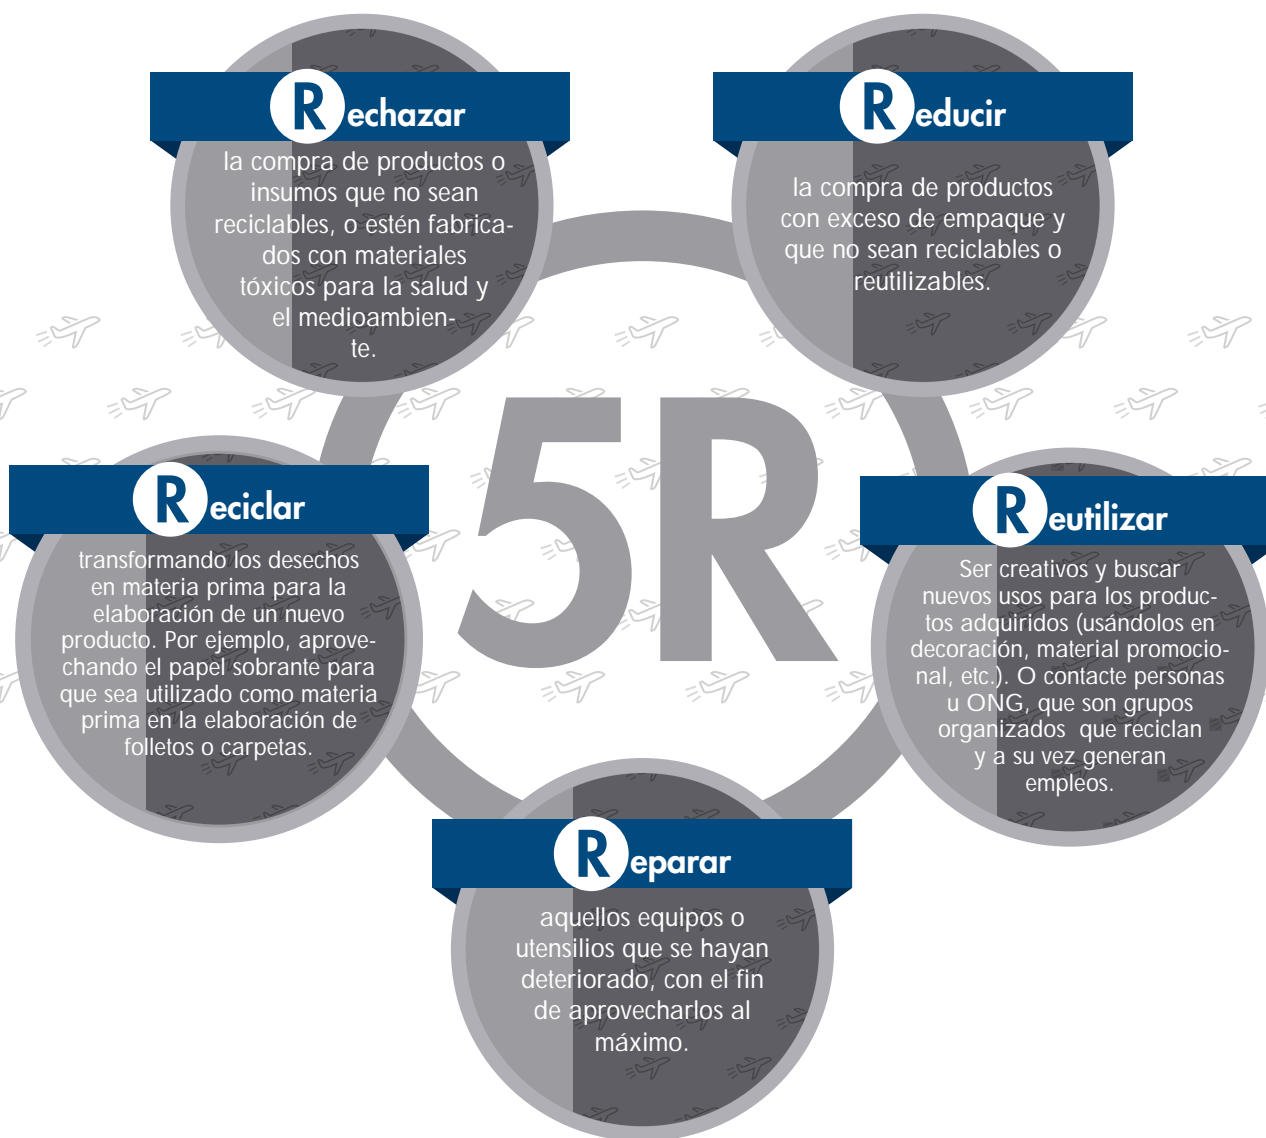 Rechazar
la compra de productos o
insumos que no sean
reciclables, o estén fabrica-
dos con materiales
tóxicos para la salud y
el medioambien-
te.
Reducir
la compra de productos
con exceso de empaque y
que no sean reciclables o
reutilizables.
5R
Reciclar
transformando los desechos
en materia prima para la
elaboración de un nuevo
producto. Por ejemplo, aprove-
chando el papel sobrante para
que sea utilizado como materia
prima en la elaboración de
folletos o carpetas.
Reutilizar
Ser creativos y buscar
nuevos usos para los produc-
tos adquiridos (usándolos en
decoración, material promocio-
nal, etc.). O contacte personas
u ONG, que son grupos
organizados  que reciclan
y a su vez generan
empleos.
Reparar
aquellos equipos o
utensilios que se hayan
deteriorado, con el fin
de aprovecharlos al
máximo.